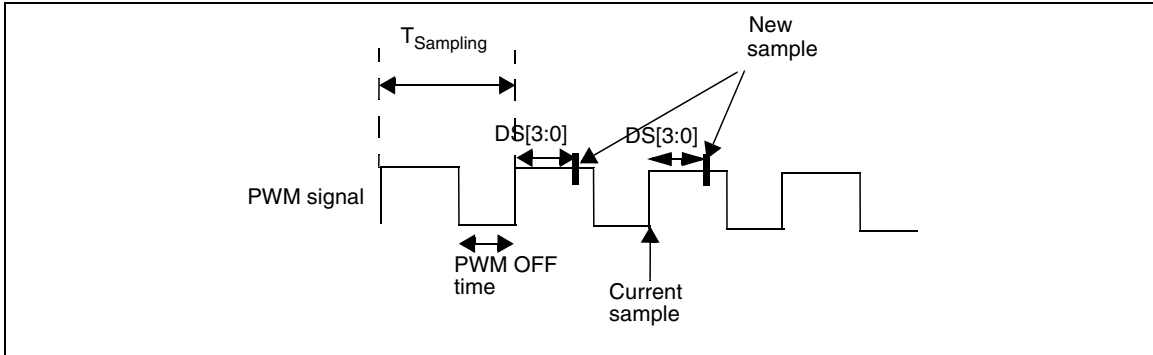 New
sample
TSampling
DS[3:0]
DS[3:0]
PWM signal
PWM OFF
time
Current
sample